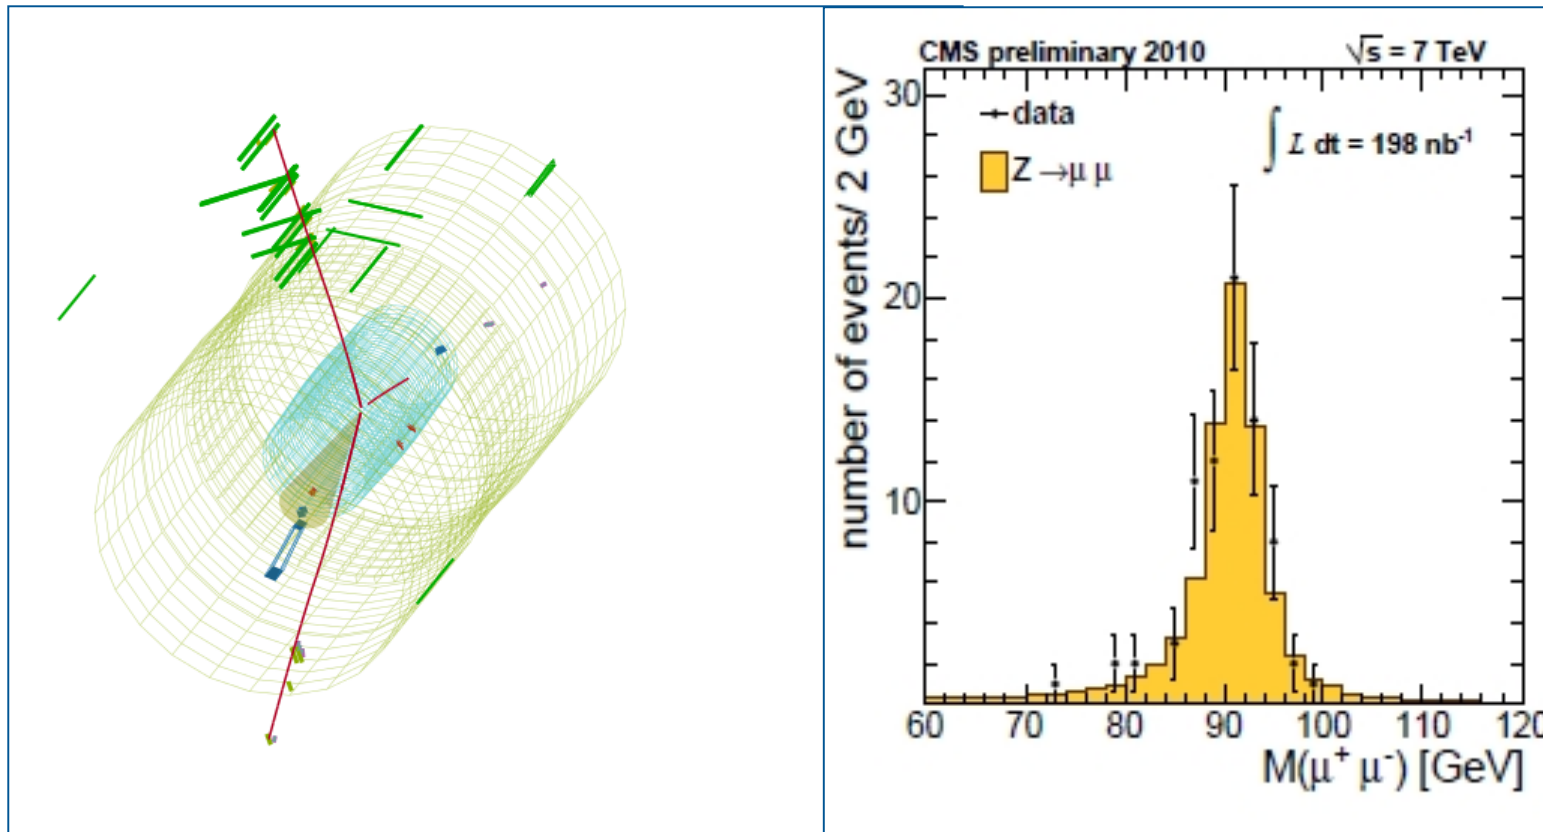 CMS preliminary 2010 √s = 7 TeV
number of events/ 2 GeV
30
20
10
data
Z →μ μ
∫ L dt = 198 nb⁻¹
60 70 80 90 100 110 120
M(μ⁺ μ⁻) [GeV]